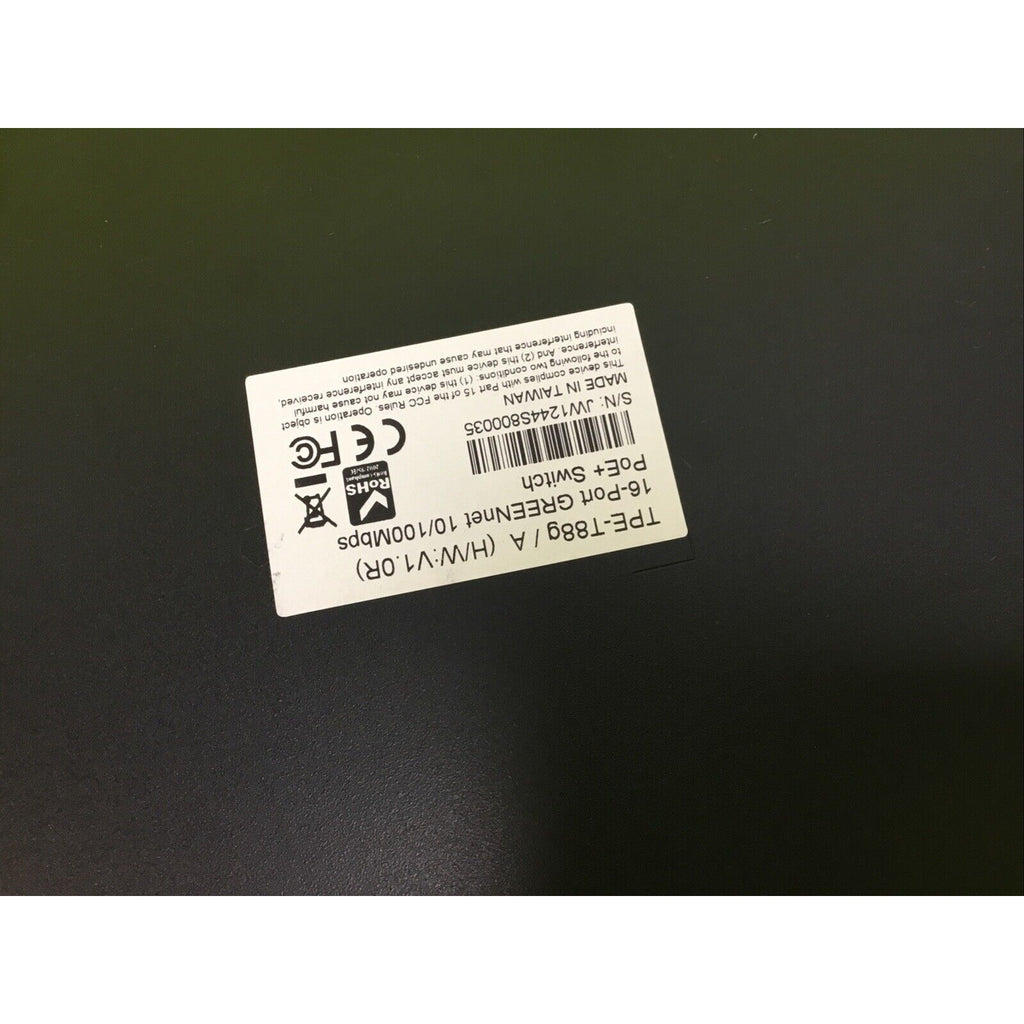 TPE-T88g / A (H/W:V1.0R)
16-Port GREENnet 10/100Mbps
PoE+ Switch
S/N: JW1244S800035
MADE IN TAIWAN
RoHS
CE FC
This device complies with Part 15 of the FCC Rules. Operation is object
to the following two conditions: (1) this device may not cause harmful
interference. And (2) this device must accept any interference received,
including interference that may cause undesired operation